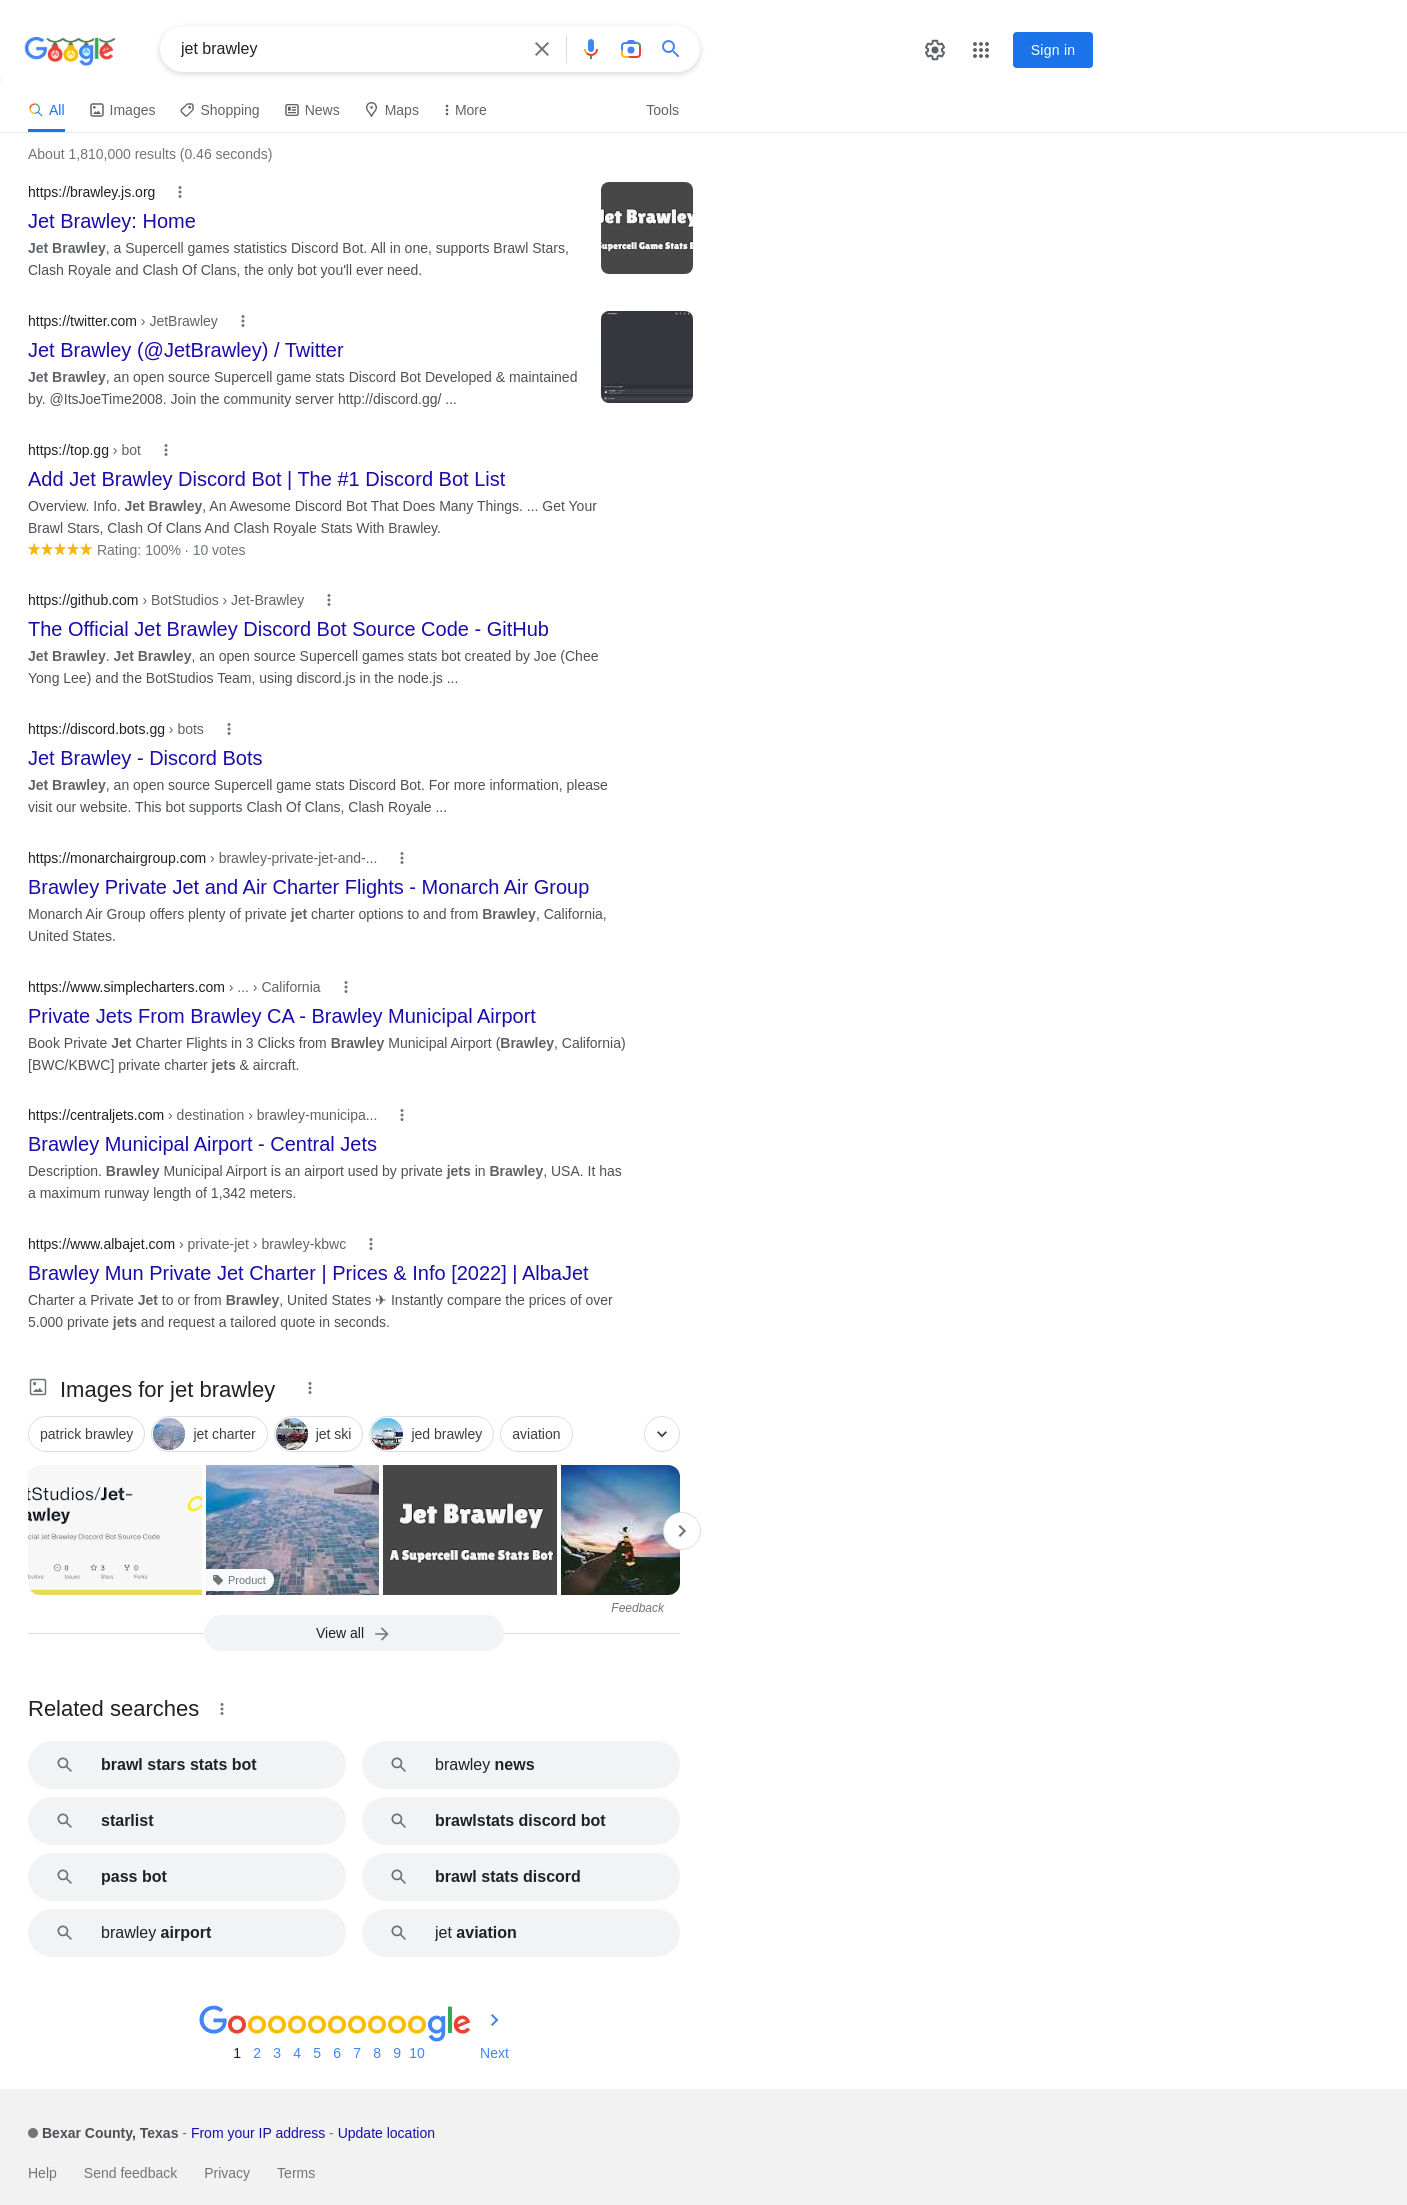 Google
jet brawley
Sign in
All
Images
Shopping
News
Maps
More
Tools
About 1,810,000 results (0.46 seconds)
https://brawley.js.org
Jet Brawley: Home
Jet Brawley, a Supercell games statistics Discord Bot. All in one, supports Brawl Stars,
Clash Royale and Clash Of Clans, the only bot you'll ever need.
Jet Brawley
Supercell Game Stats B
https://twitter.com › JetBrawley
Jet Brawley (@JetBrawley) / Twitter
Jet Brawley, an open source Supercell game stats Discord Bot Developed & maintained
by. @ItsJoeTime2008. Join the community server http://discord.gg/ ...
https://top.gg › bot
Add Jet Brawley Discord Bot | The #1 Discord Bot List
Overview. Info. Jet Brawley, An Awesome Discord Bot That Does Many Things. ... Get Your
Brawl Stars, Clash Of Clans And Clash Royale Stats With Brawley.
Rating: 100% · 10 votes
https://github.com › BotStudios › Jet-Brawley
The Official Jet Brawley Discord Bot Source Code - GitHub
Jet Brawley. Jet Brawley, an open source Supercell games stats bot created by Joe (Chee
Yong Lee) and the BotStudios Team, using discord.js in the node.js ...
https://discord.bots.gg › bots
Jet Brawley - Discord Bots
Jet Brawley, an open source Supercell game stats Discord Bot. For more information, please
visit our website. This bot supports Clash Of Clans, Clash Royale ...
https://monarchairgroup.com › brawley-private-jet-and-...
Brawley Private Jet and Air Charter Flights - Monarch Air Group
Monarch Air Group offers plenty of private jet charter options to and from Brawley, California,
United States.
https://www.simplecharters.com › ... › California
Private Jets From Brawley CA - Brawley Municipal Airport
Book Private Jet Charter Flights in 3 Clicks from Brawley Municipal Airport (Brawley, California)
[BWC/KBWC] private charter jets & aircraft.
https://centraljets.com › destination › brawley-municipa...
Brawley Municipal Airport - Central Jets
Description. Brawley Municipal Airport is an airport used by private jets in Brawley, USA. It has
a maximum runway length of 1,342 meters.
https://www.albajet.com › private-jet › brawley-kbwc
Brawley Mun Private Jet Charter | Prices & Info [2022] | AlbaJet
Charter a Private Jet to or from Brawley, United States ✈ Instantly compare the prices of over
5.000 private jets and request a tailored quote in seconds.
Images for jet brawley
patrick brawley
jet charter
jet ski
jed brawley
aviation
tStudios/Jet-
awley
cial Jet Brawley Discord Bot Source Code
0
3
0
Issues
Stars
Forks
Product
Jet Brawley
A Supercell Game Stats Bot
Feedback
View all
Related searches
brawl stars stats bot
brawley news
starlist
brawlstats discord bot
pass bot
brawl stats discord
brawley airport
jet aviation
Goooooooooogle
1 2 3 4 5 6 7 8 9 10 Next
Bexar County, Texas - From your IP address - Update location
Help
Send feedback
Privacy
Terms